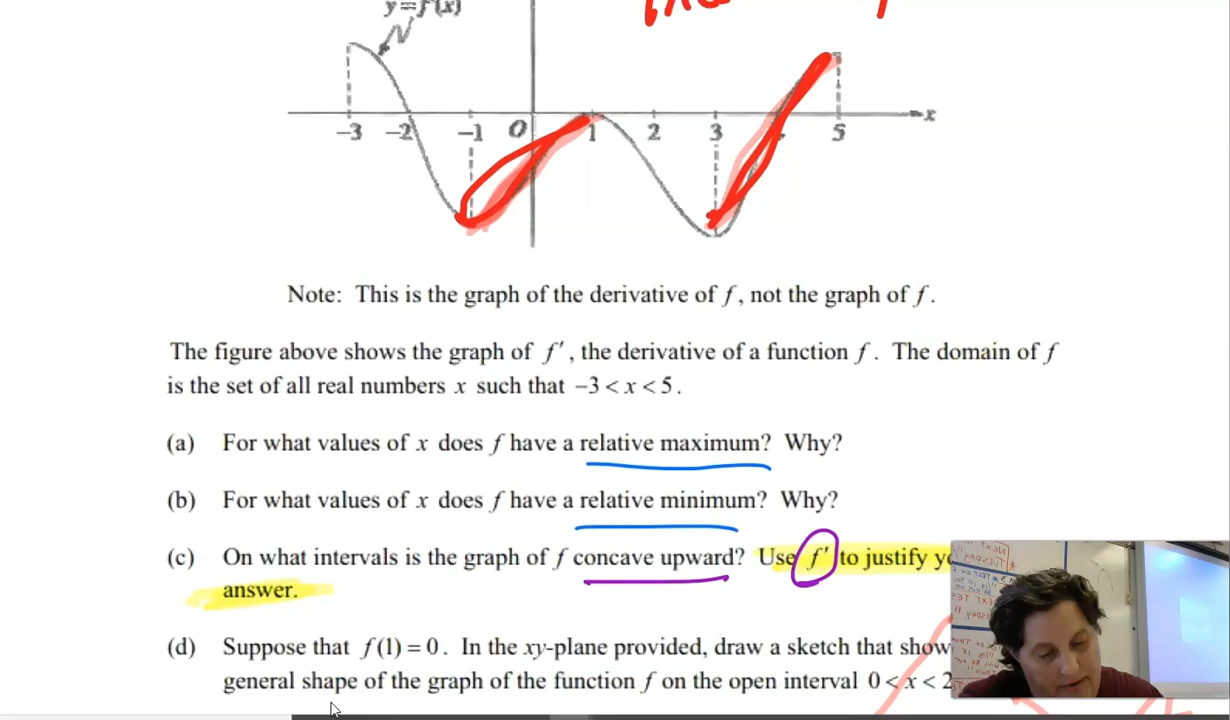 y = f'(x)
-3 -2 -1 0 1 2 3 5 x
Note: This is the graph of the derivative of f, not the graph of f.
The figure above shows the graph of f', the derivative of a function f. The domain of f
is the set of all real numbers x such that -3 < x < 5.
(a) For what values of x does f have a relative maximum? Why?
(b) For what values of x does f have a relative minimum? Why?
(c) On what intervals is the graph of f concave upward? Use f' to justify
answer.
(d) Suppose that f(1) = 0. In the xy-plane provided, draw a sketch that show
general shape of the graph of the function f on the open interval 0 < x < 2